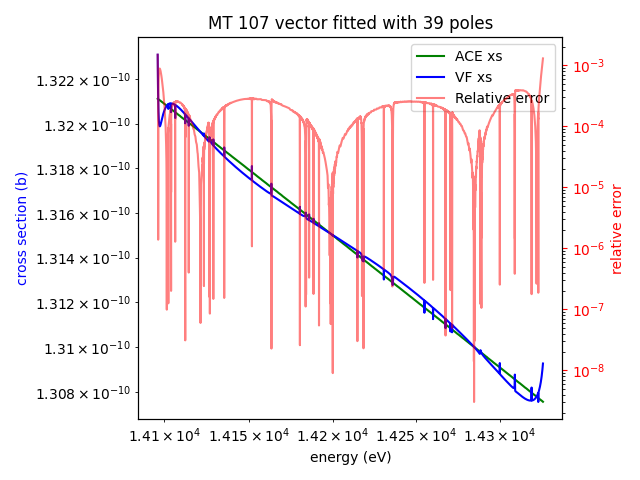 MT 107 vector fitted with 39 poles
ACE xs
VF xs
Relative error
cross section (b)
1.322 × 10⁻¹⁰
1.32 × 10⁻¹⁰
1.318 × 10⁻¹⁰
1.316 × 10⁻¹⁰
1.314 × 10⁻¹⁰
1.312 × 10⁻¹⁰
1.31 × 10⁻¹⁰
1.308 × 10⁻¹⁰
10⁻³
10⁻⁴
10⁻⁵
10⁻⁶
10⁻⁷
10⁻⁸
relative error
1.41 × 10⁴ 1.415 × 10⁴ 1.42 × 10⁴ 1.425 × 10⁴ 1.43 × 10⁴
energy (eV)